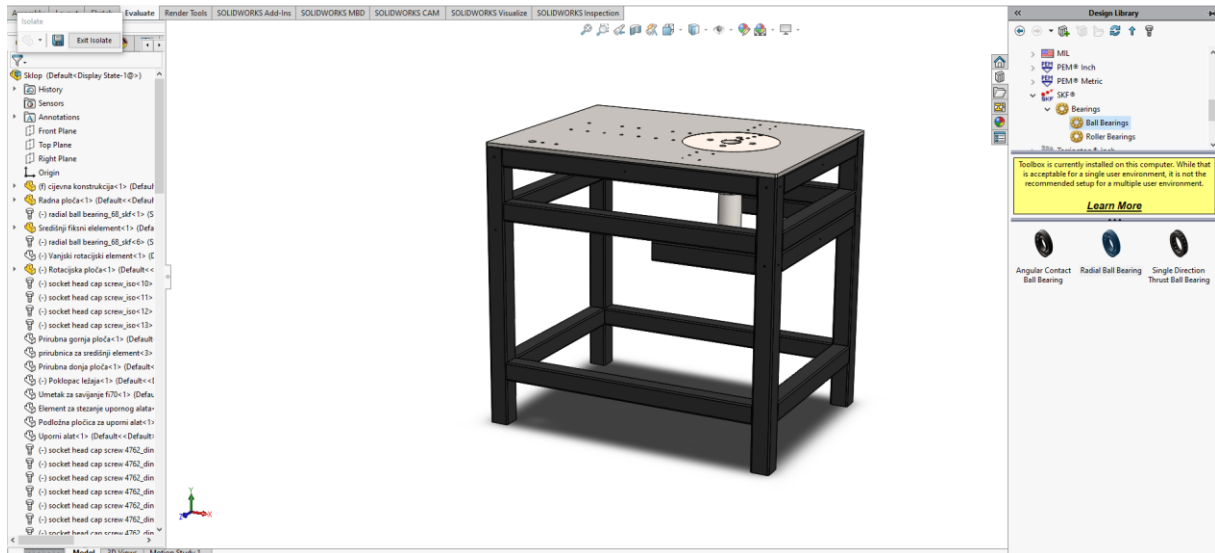 Evaluate Render Tools SOLIDWORKS Add-Ins SOLIDWORKS MBD SOLIDWORKS CAM SOLIDWORKS Visualize SOLIDWORKS Inspection
Isolate
Exit Isolate
Sklop (Default<Display State-1@>)
History
Sensors
Annotations
Front Plane
Top Plane
Right Plane
Origin
(f) cijevna konstrukcija<1> (Defaul
Radna ploča<1> (Default<<Defaul
(-) radial ball bearing_68_skf<1> (S
Središnji fiksni elelement<1> (Defa
(-) radial ball bearing_68_skf<6> (S
(-) Vanjski rotacijski element<1> (D
(-) Rotacijska ploča<1> (Default<<
(-) socket head cap screw_iso<10>
(-) socket head cap screw_iso<11>
(-) socket head cap screw_iso<12>
(-) socket head cap screw_iso<13>
Prirubna gornja ploča<1> (Default
prirubnica za središnji element<3>
Prirubna donja ploča<1> (Default<
(-) Poklopac ležaja<1> (Default<<I
Umetak za savijanje fi70<1> (Defau
Element za stezanje upornog alata<
Podložna pločica za uporni alat<1>
Uporni alat<1> (Default<<Default>
(-) socket head cap screw 4762_din
(-) socket head cap screw 4762_din
(-) socket head cap screw 4762_din
(-) socket head cap screw 4762_din
(-) socket head cap screw 4762_din
(-) socket head cap screw 4762_din
(-) socket head cap screw 4762_din
Model 3D Views Motion Study 1
Design Library
MIL
PEM® Inch
PEM® Metric
SKF®
Bearings
Ball Bearings
Roller Bearings
Toolbox is currently installed on this computer. While that
is acceptable for a single user environment, it is not the
recommended setup for a multiple user environment.
Learn More
Angular Contact
Ball Bearing
Radial Ball Bearing
Single Direction
Thrust Ball Bearing